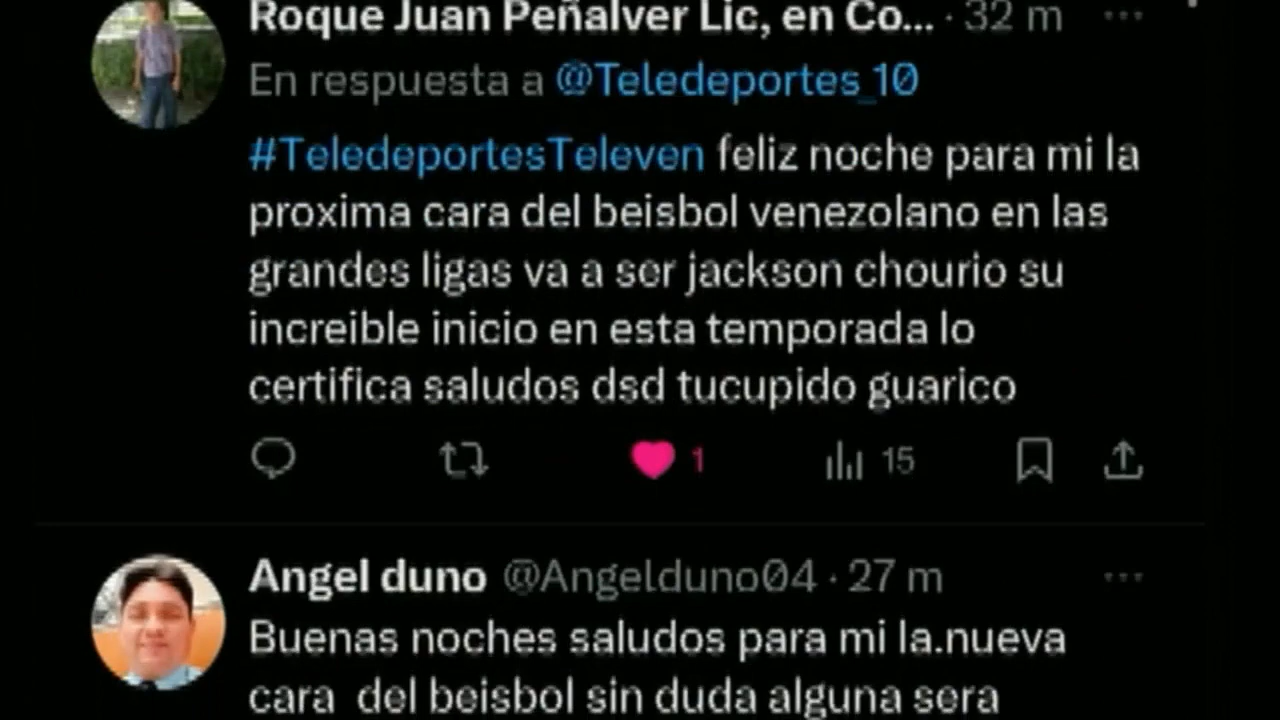 Roque Juan Peñalver Lic, en Co... · 32 m
En respuesta a @Teledeportes_10
#TeledeportesTeleven feliz noche para mi la
proxima cara del beisbol venezolano en las
grandes ligas va a ser jackson chourio su
increible inicio en esta temporada lo
certifica saludos dsd tucupido guarico
1 15
Angel duno @Angelduno04 · 27 m
Buenas noches saludos para mi la.nueva
cara del beisbol sin duda alguna sera